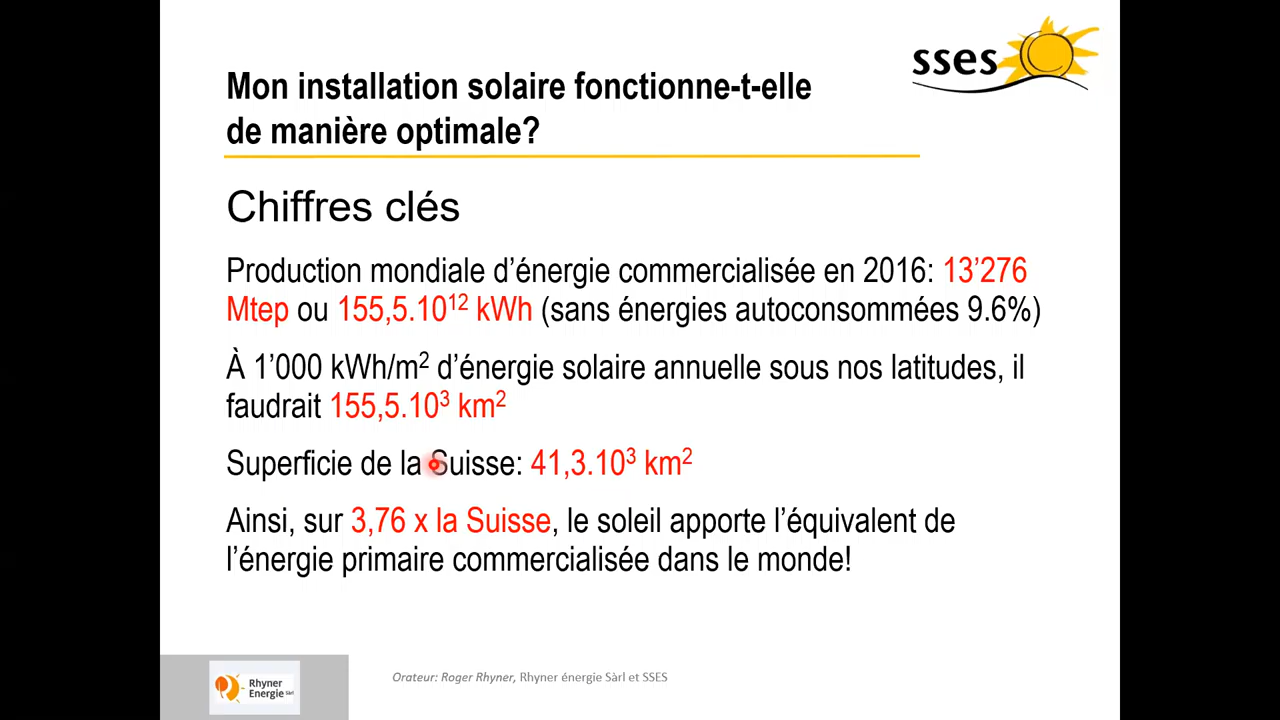 sses
Mon installation solaire fonctionne-t-elle
de manière optimale?
Chiffres clés
Production mondiale d’énergie commercialisée en 2016: 13’276
Mtep ou 155,5.10¹² kWh (sans énergies autoconsommées 9.6%)
À 1’000 kWh/m² d’énergie solaire annuelle sous nos latitudes, il
faudrait 155,5.10³ km²
Superficie de la Suisse: 41,3.10³ km²
Ainsi, sur 3,76 x la Suisse, le soleil apporte l’équivalent de
l’énergie primaire commercialisée dans le monde!
Rhyner
Energie Sàrl
Orateur: Roger Rhyner, Rhyner énergie Sàrl et SSES